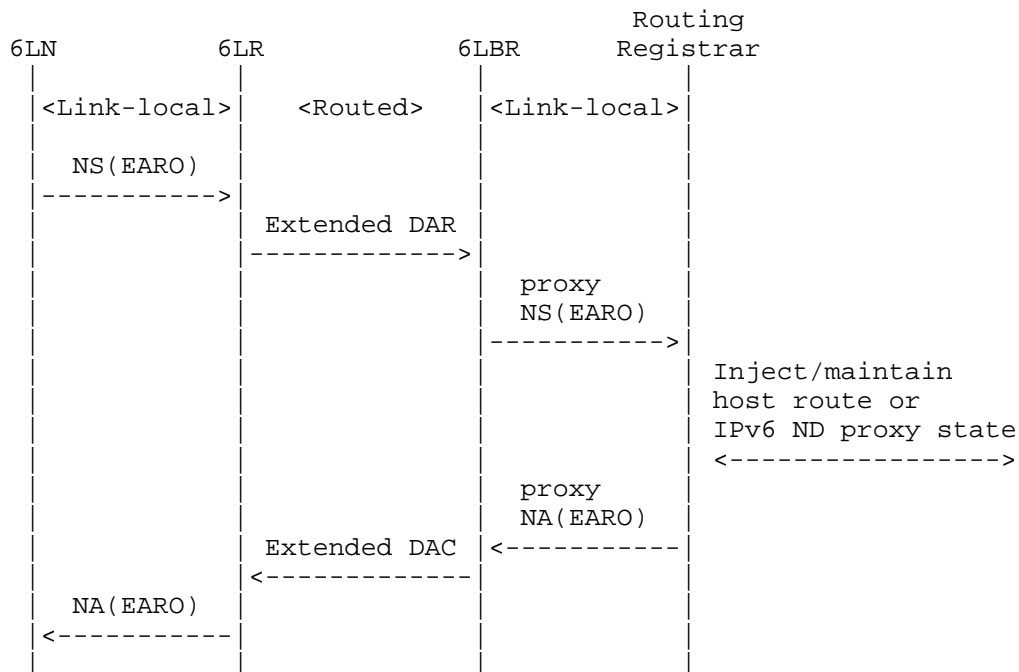 Routing
6LN 6LR 6LBR Registrar
<Link-local> <Routed> <Link-local>
NS(EARO)
Extended DAR
proxy
NS(EARO)
Inject/maintain
host route or
IPv6 ND proxy state
proxy
NA(EARO)
Extended DAC
NA(EARO)